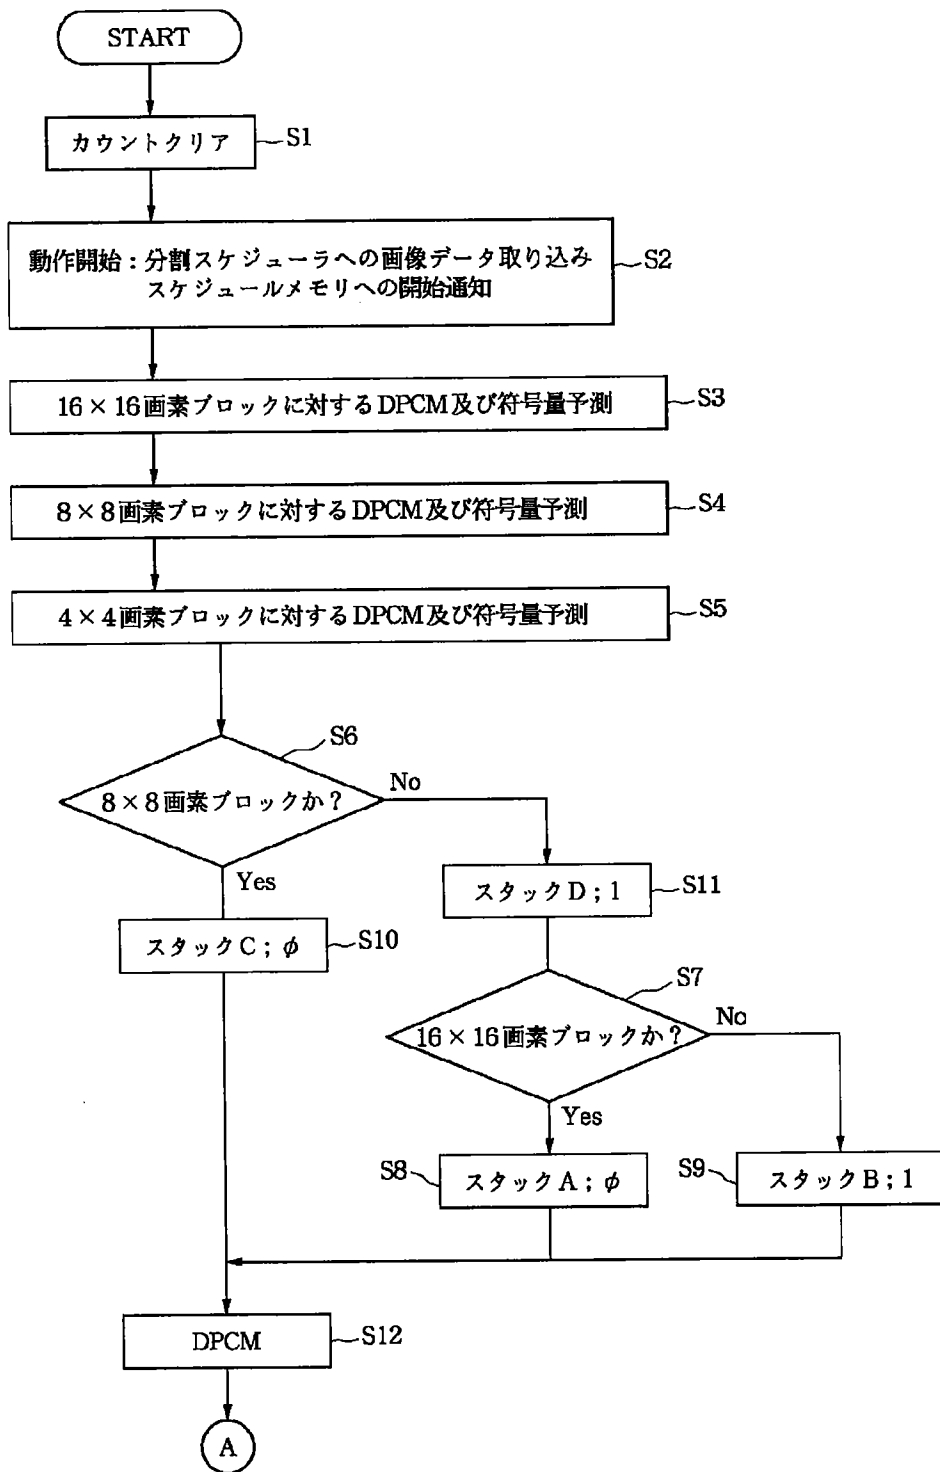 START
カウントクリア
S1
動作開始：分割スケジューラへの画像データ取り込み
スケジュールメモリへの開始通知
S2
16×16画素ブロックに対するDPCM及び符号量予測
S3
8×8画素ブロックに対するDPCM及び符号量予測
S4
4×4画素ブロックに対するDPCM及び符号量予測
S5
S6
8×8画素ブロックか？
No
Yes
スタックD；1
S11
スタックC；φ
S10
S7
16×16画素ブロックか？
No
Yes
S8
スタックA；φ
S9
スタックB；1
DPCM
S12
A